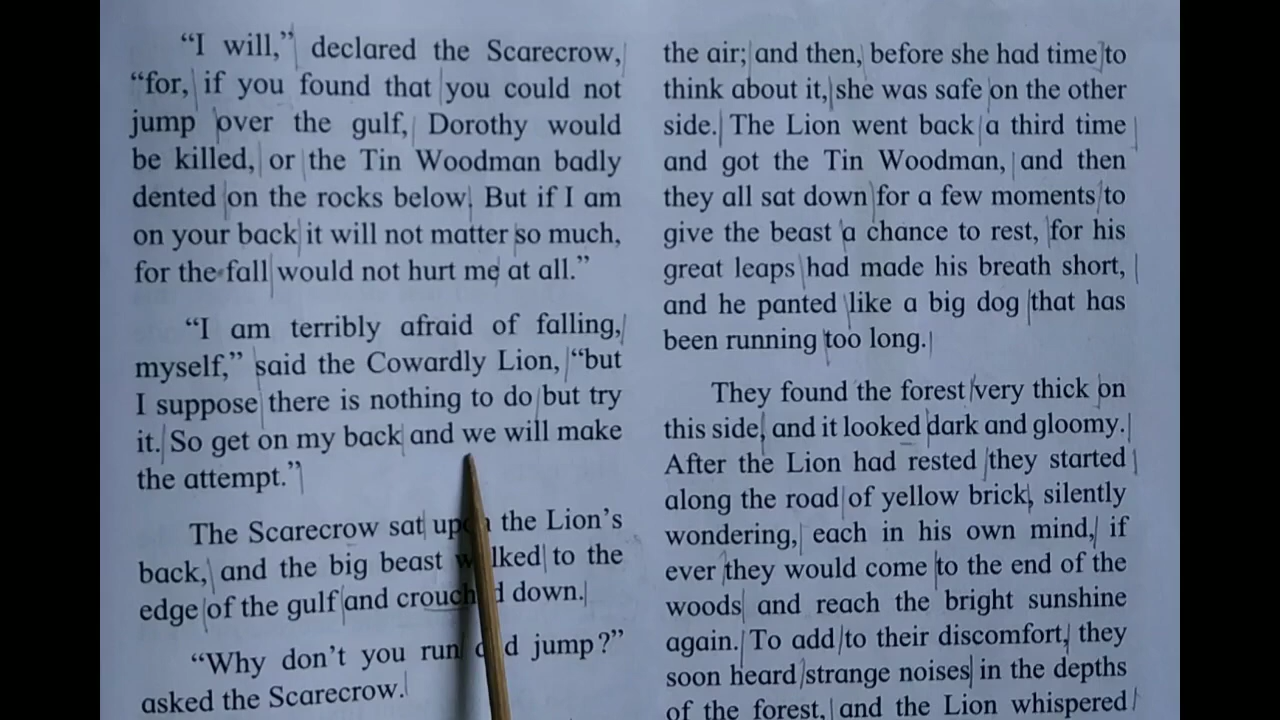 “I will,” declared the Scarecrow,
“for, if you found that you could not
jump over the gulf, Dorothy would
be killed, or the Tin Woodman badly
dented on the rocks below. But if I am
on your back it will not matter so much,
for the fall would not hurt me at all.”
“I am terribly afraid of falling,
myself,” said the Cowardly Lion, “but
I suppose there is nothing to do but try
it. So get on my back and we will make
the attempt.”
The Scarecrow sat the Lion’s
back, and the big beast to the
edge of the gulf and down.
“Why don’t you run jump?”
asked the Scarecrow.
the air; and then, before she had time to
think about it, she was safe on the other
side. The Lion went back a third time
and got the Tin Woodman, and then
they all sat down for a few moments to
give the beast a chance to rest, for his
great leaps had made his breath short,
and he panted like a big dog that has
been running too long.
They found the forest very thick on
this side, and it looked dark and gloomy.
After the Lion had rested they started
along the road of yellow brick, silently
wondering, each in his own mind, if
ever they would come to the end of the
woods and reach the bright sunshine
again. To add to their discomfort, they
soon heard strange noises in the depths
of the forest, and the Lion whispered